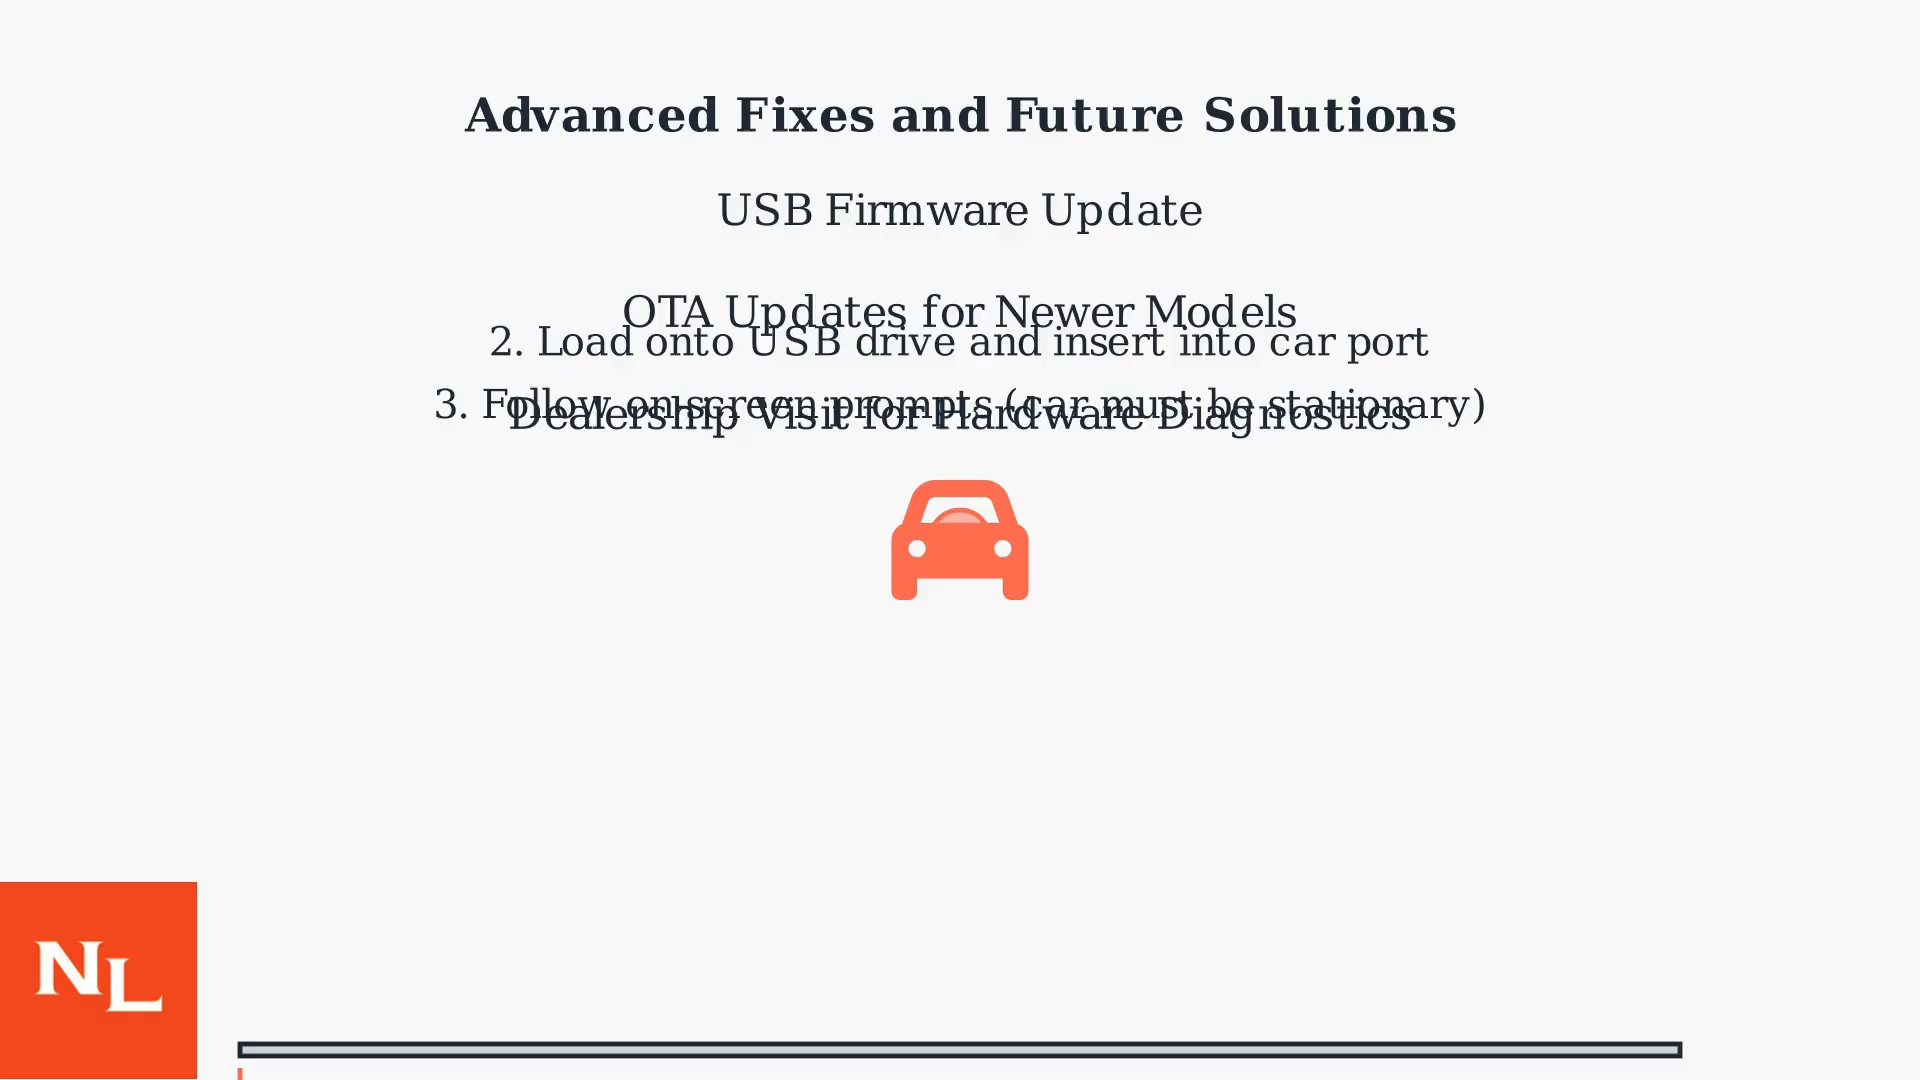 Advanced Fixes and Future Solutions
USB Firmware Update
OTA Updates for Newer Models
2. Load onto USB drive and insert into car port
3. Follow on-screen prompts (car must be stationary)
Dealership Visit for Hardware Diagnostics
NL